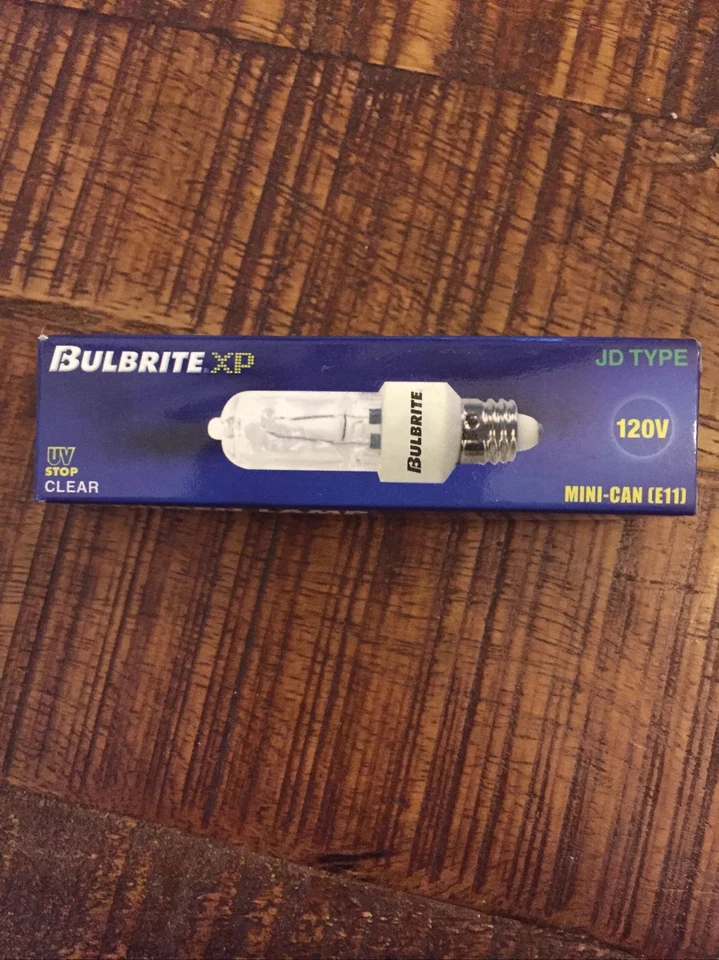 BULBRITE XP
JD TYPE
BULBRITE
120V
UV
STOP
CLEAR
MINI-CAN (E11)